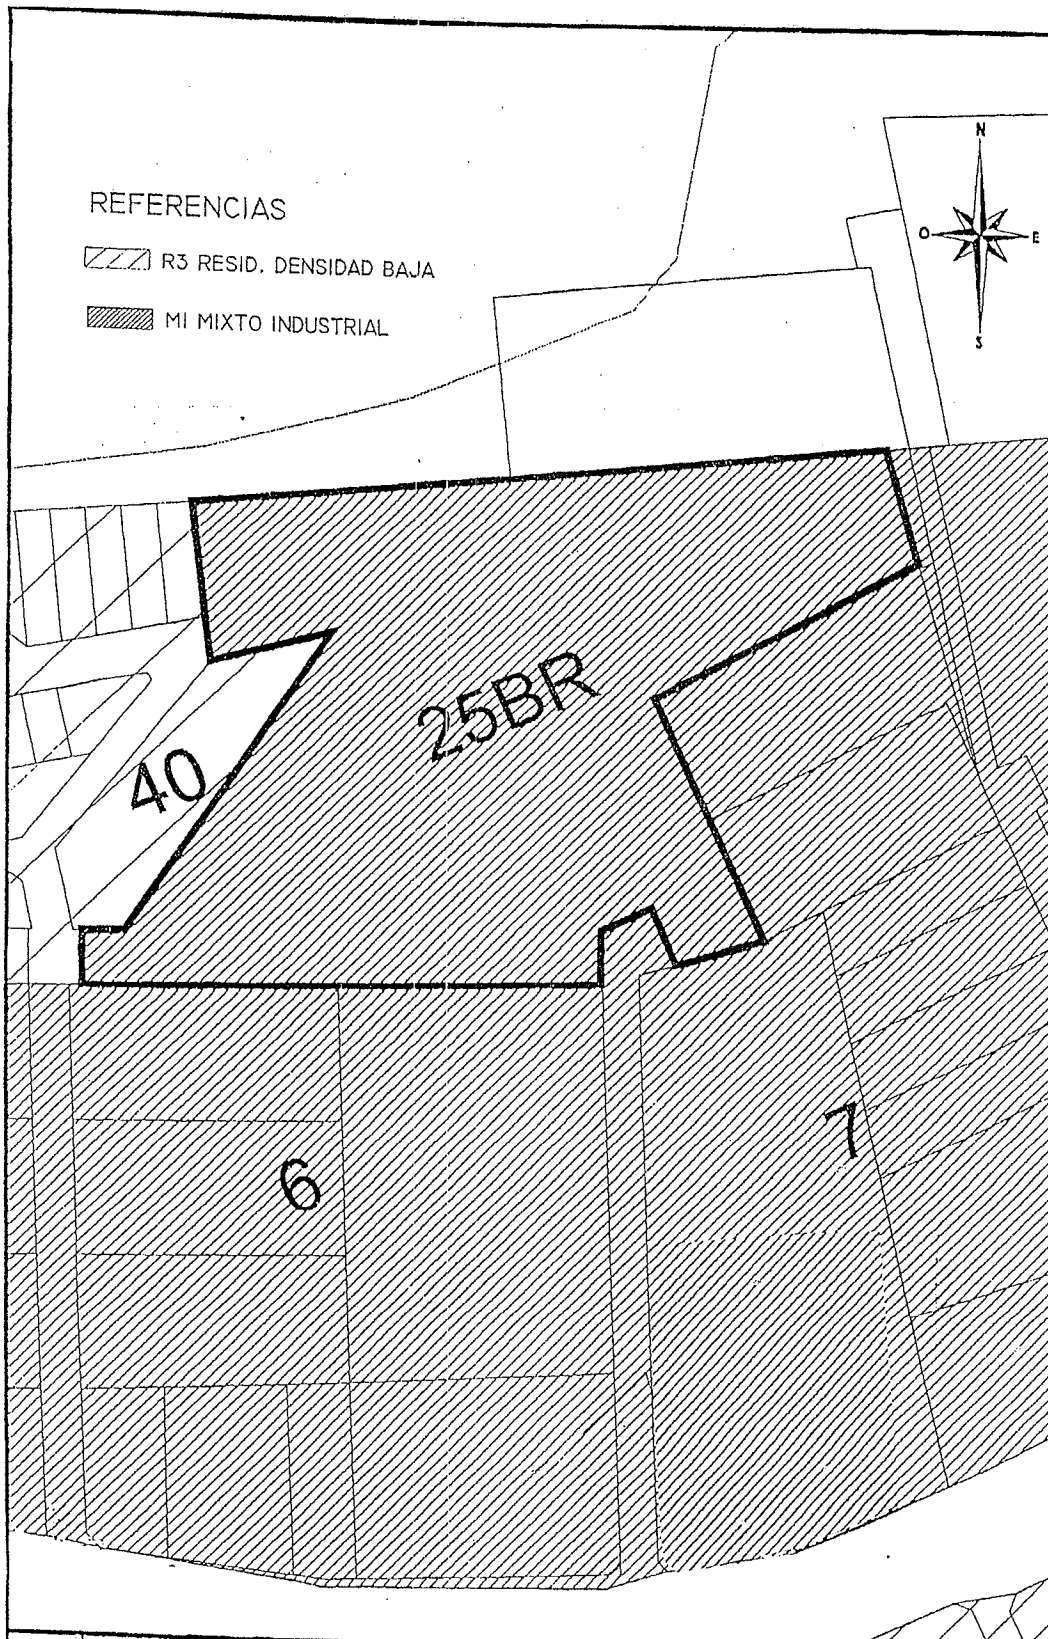 N
REFERENCIAS
O E
R3 RESID. DENSIDAD BAJA
MI MIXTO INDUSTRIAL
S
25BR
40
7
6